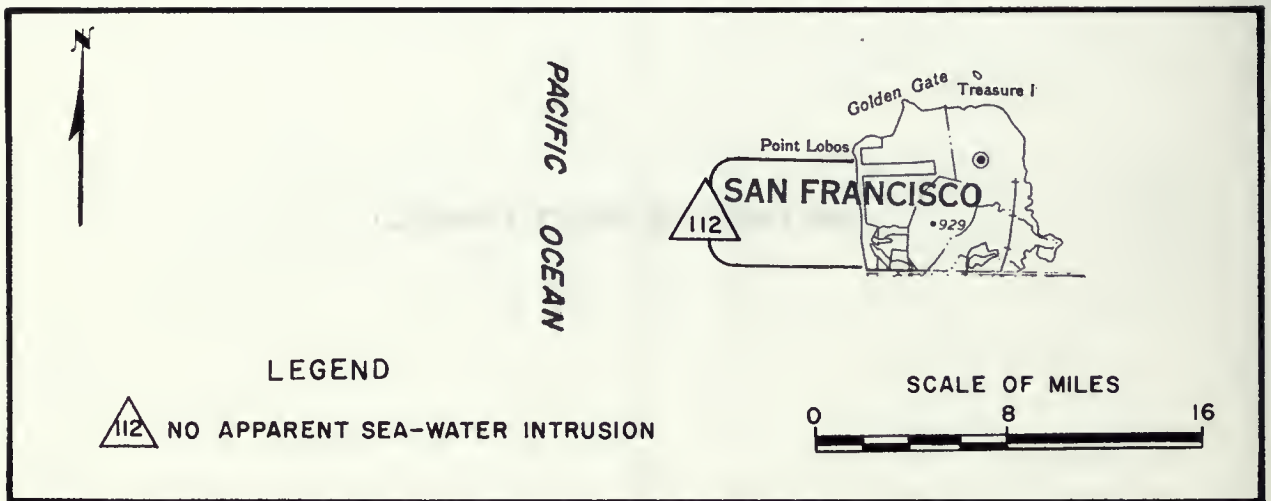 N
PACIFIC OCEAN
Golden Gate
Treasure I
Point Lobos
SAN FRANCISCO
112
•929
LEGEND
112 NO APPARENT SEA-WATER INTRUSION
SCALE OF MILES
0 8 16